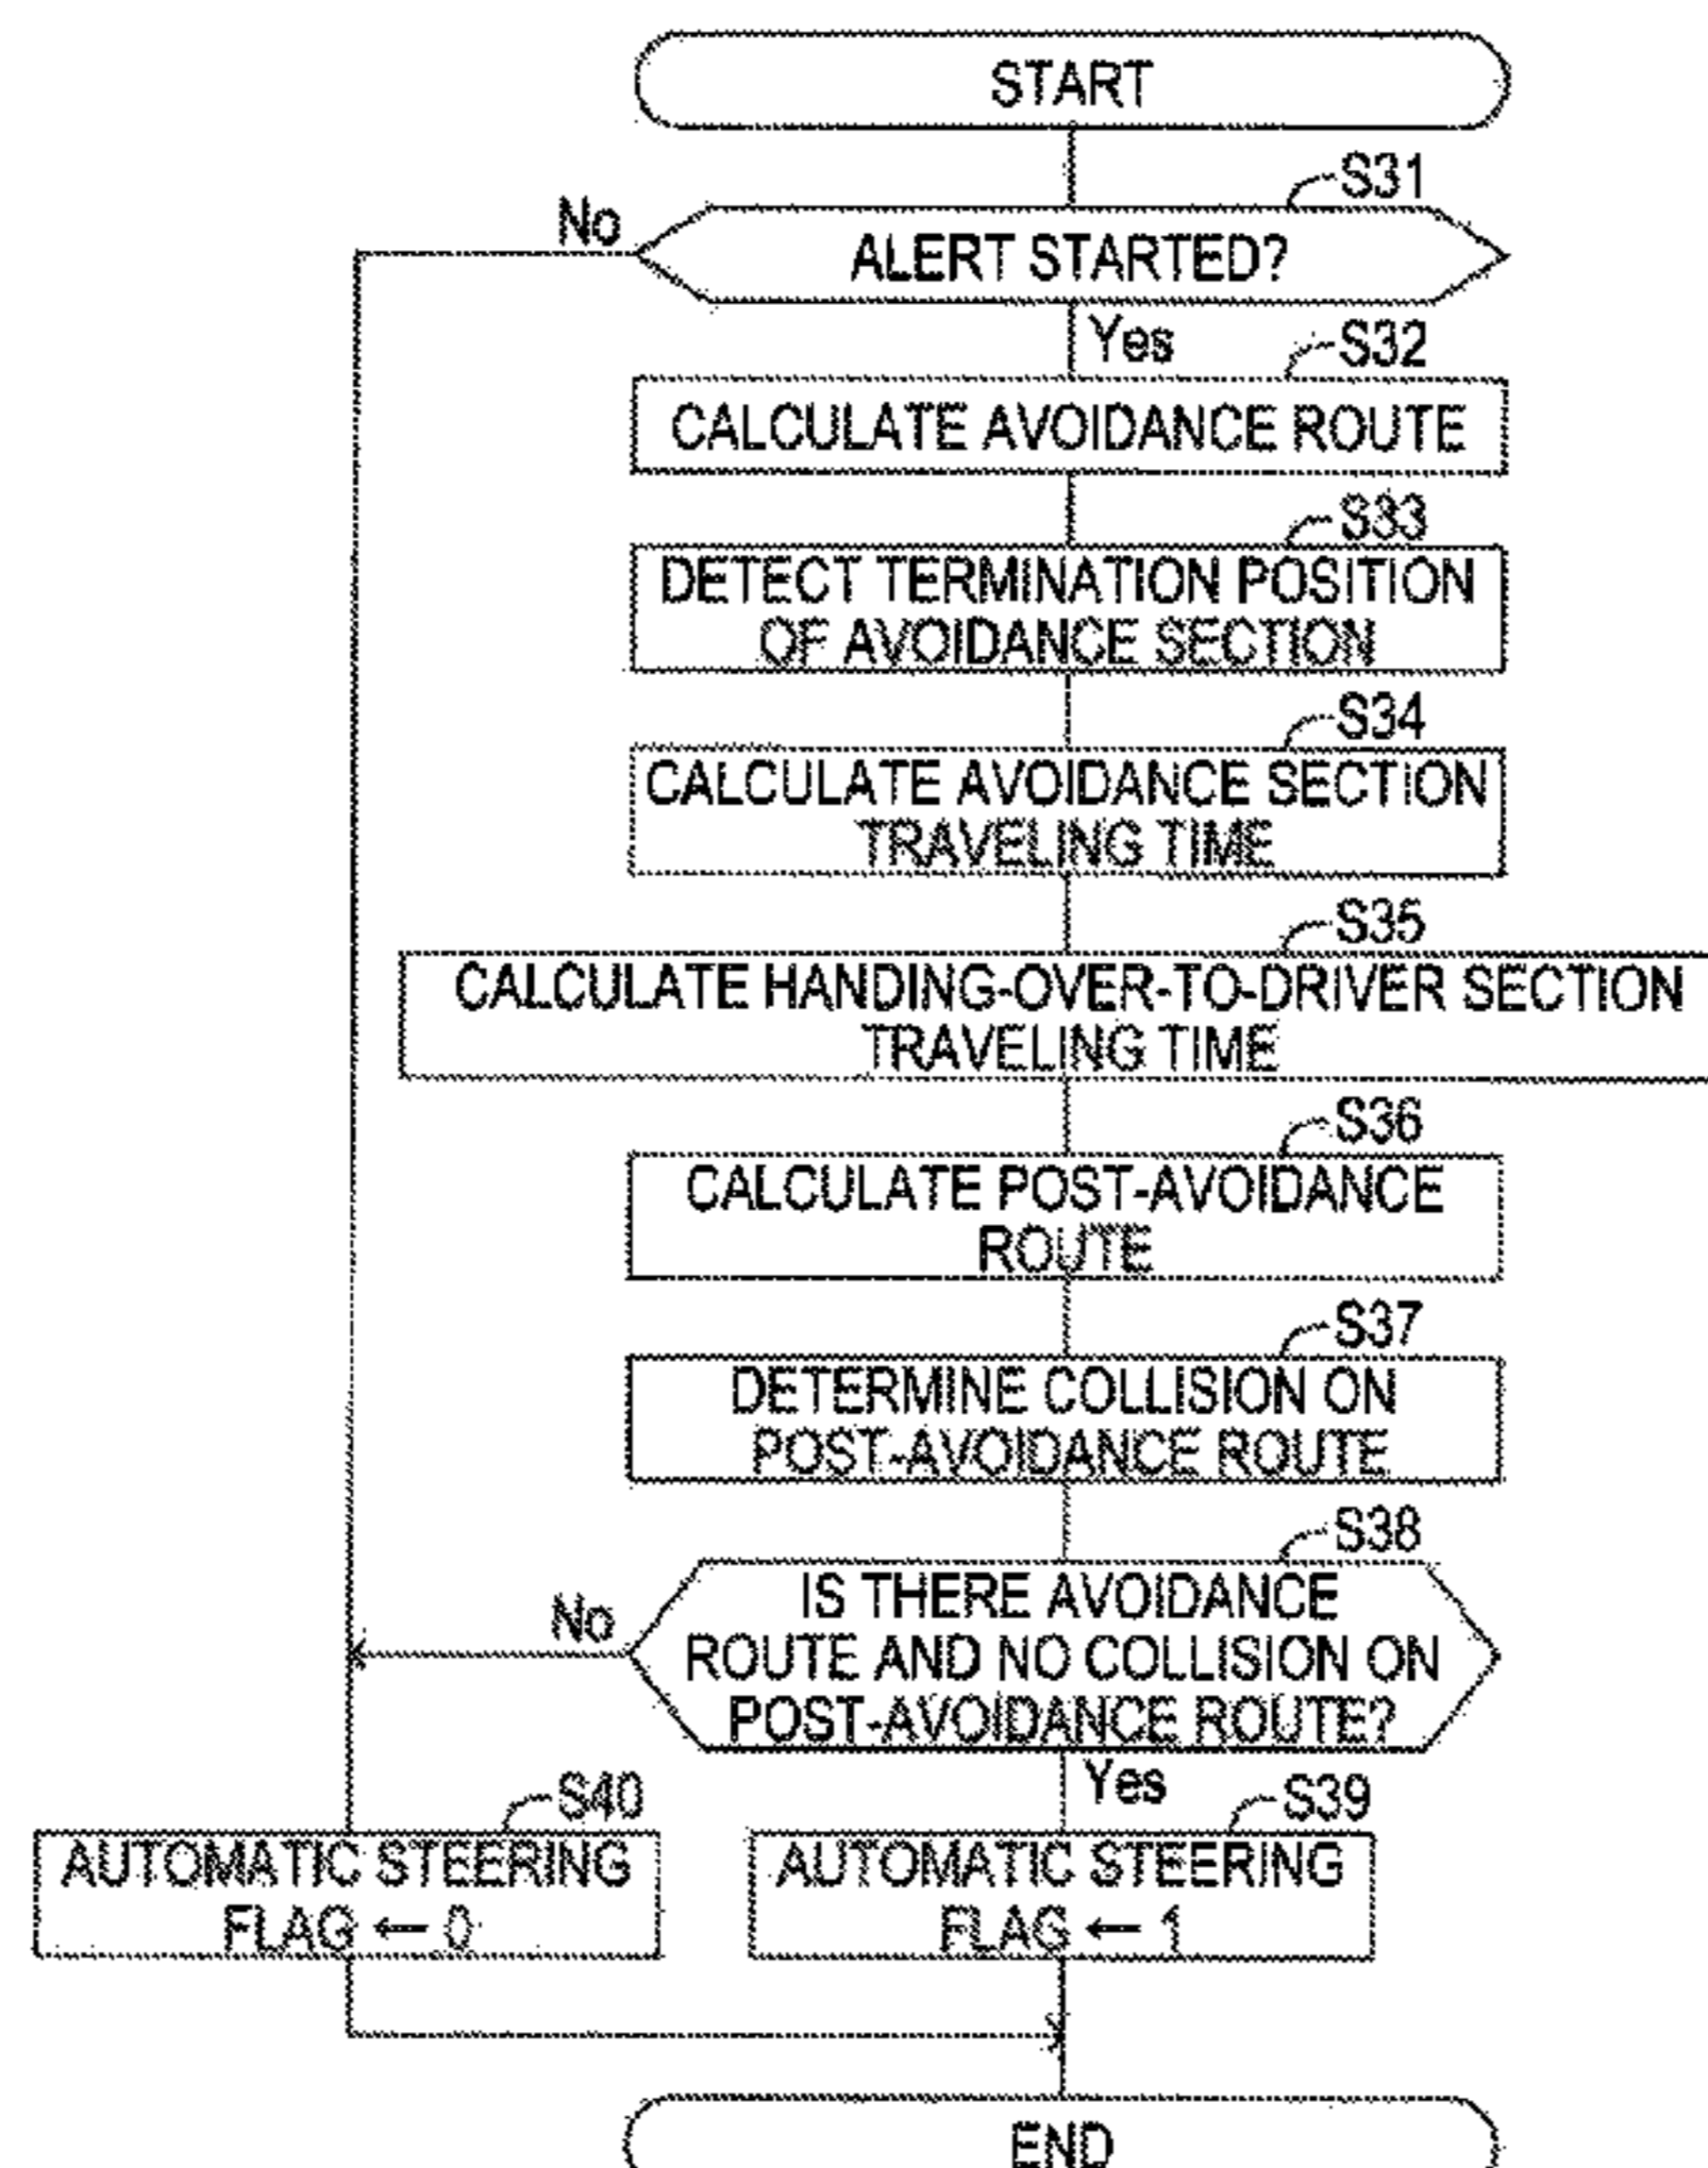 START
S31
No
ALERT STARTED?
Yes
S32
CALCULATE AVOIDANCE ROUTE
S33
DETECT TERMINATION POSITION
OF AVOIDANCE SECTION
S34
CALCULATE AVOIDANCE SECTION
TRAVELING TIME
S35
CALCULATE HANDING-OVER-TO-DRIVER SECTION
TRAVELING TIME
S36
CALCULATE POST-AVOIDANCE
ROUTE
S37
DETERMINE COLLISION ON
POST-AVOIDANCE ROUTE
S38
No
IS THERE AVOIDANCE
ROUTE AND NO COLLISION ON
POST-AVOIDANCE ROUTE?
Yes
S40
AUTOMATIC STEERING
FLAG ← 0
S39
AUTOMATIC STEERING
FLAG ← 1
END